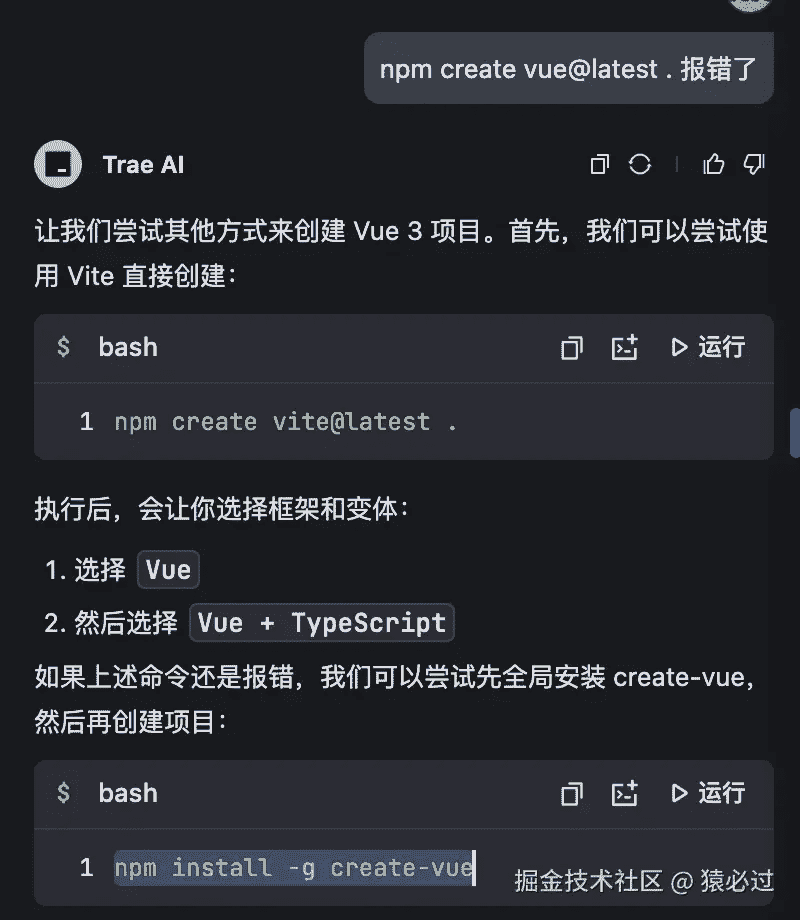 npm create vue@latest . 报错了
Trae AI
让我们尝试其他方式来创建 Vue 3 项目。首先，我们可以尝试使
用 Vite 直接创建：
$ bash 运行
1 npm create vite@latest .
执行后，会让你选择框架和变体：
1. 选择 Vue
2. 然后选择 Vue + TypeScript
如果上述命令还是报错，我们可以尝试先全局安装 create-vue，
然后再创建项目：
$ bash 运行
1 npm install -g create-vue
掘金技术社区 @ 猿必过